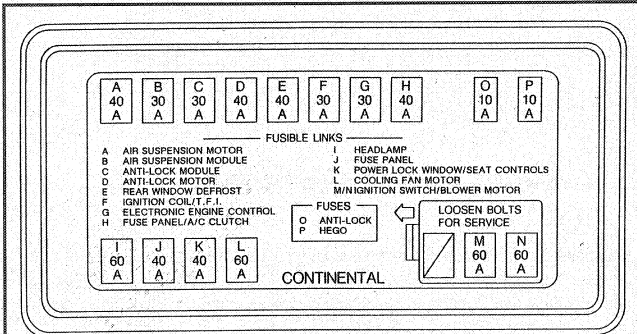 A B C D E F G H O P
40 30 30 40 40 30 30 40 10 10
A A A A A A A A A A
FUSIBLE LINKS
A AIR SUSPENSION MOTOR
B AIR SUSPENSION MODULE
C ANTI-LOCK MODULE
D ANTI-LOCK MOTOR
E REAR WINDOW DEFROST
F IGNITION COIL/T.F.I.
G ELECTRONIC ENGINE CONTROL
H FUSE PANEL/A/C CLUTCH
I HEADLAMP
J FUSE PANEL
K POWER LOCK WINDOW/SEAT CONTROLS
L COOLING FAN MOTOR
M/N IGNITION SWITCH/BLOWER MOTOR
FUSES
O ANTI-LOCK
P HEGO
LOOSEN BOLTS
FOR SERVICE
I J K L
60 40 40 60
A A A A
M N
60 60
A A
CONTINENTAL